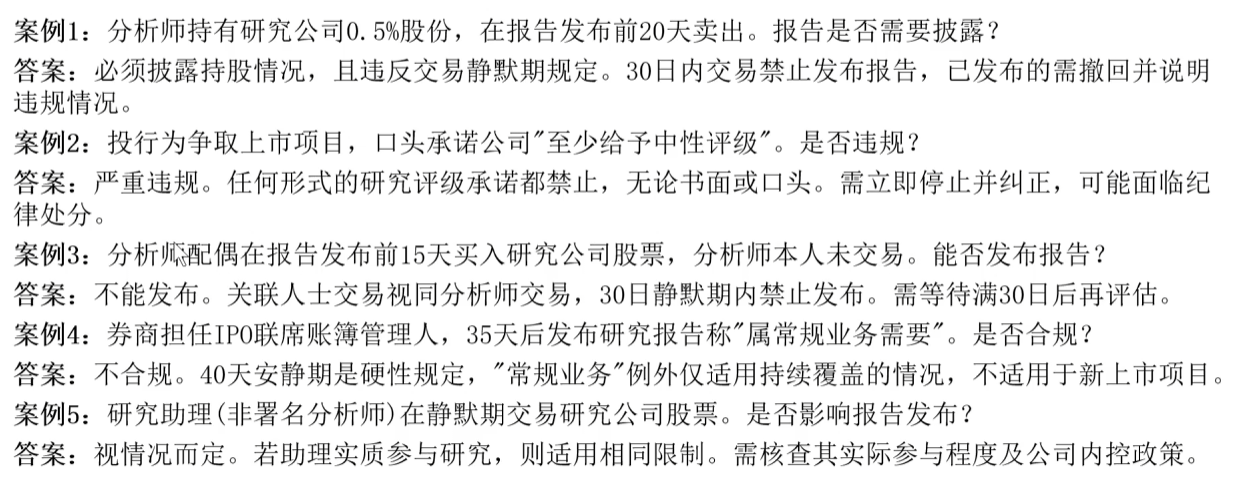 案例1：分析师持有研究公司0.5%股份，在报告发布前20天卖出。报告是否需要披露？
答案：必须披露持股情况，且违反交易静默期规定。30日内交易禁止发布报告，已发布的需撤回并说明
违规情况。
案例2：投行为争取上市项目，口头承诺公司"至少给予中性评级"。是否违规？
答案：严重违规。任何形式的研究评级承诺都禁止，无论书面或口头。需立即停止并纠正，可能面临纪
律处分。
案例3：分析师配偶在报告发布前15天买入研究公司股票，分析师本人未交易。能否发布报告？
答案：不能发布。关联人士交易视同分析师交易，30日静默期内禁止发布。需等待满30日后再评估。
案例4：券商担任IPO联席账簿管理人，35天后发布研究报告称"属常规业务需要"。是否合规？
答案：不合规。40天安静期是硬性规定，"常规业务"例外仅适用持续覆盖的情况，不适用于新上市项目。
案例5：研究助理(非署名分析师)在静默期交易研究公司股票。是否影响报告发布？
答案：视情况而定。若助理实质参与研究，则适用相同限制。需核查其实际参与程度及公司内控政策。